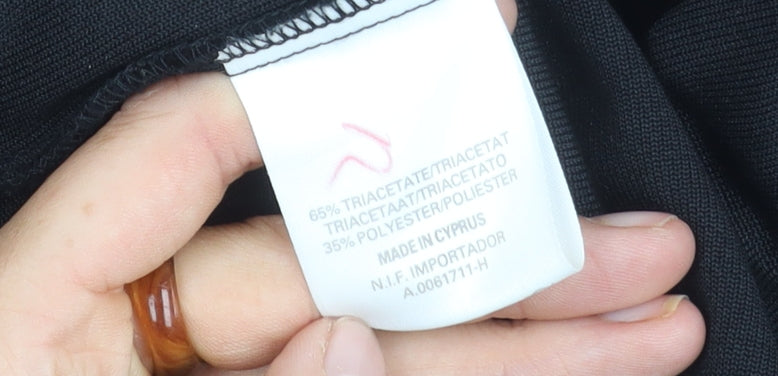 65% TRIACETATE/TRIACETAT
TRIACETAAT/TRIACETATO
35% POLYESTER/POLIESTER
MADE IN CYPRUS
N.I.F. IMPORTADOR
A.0061711-H